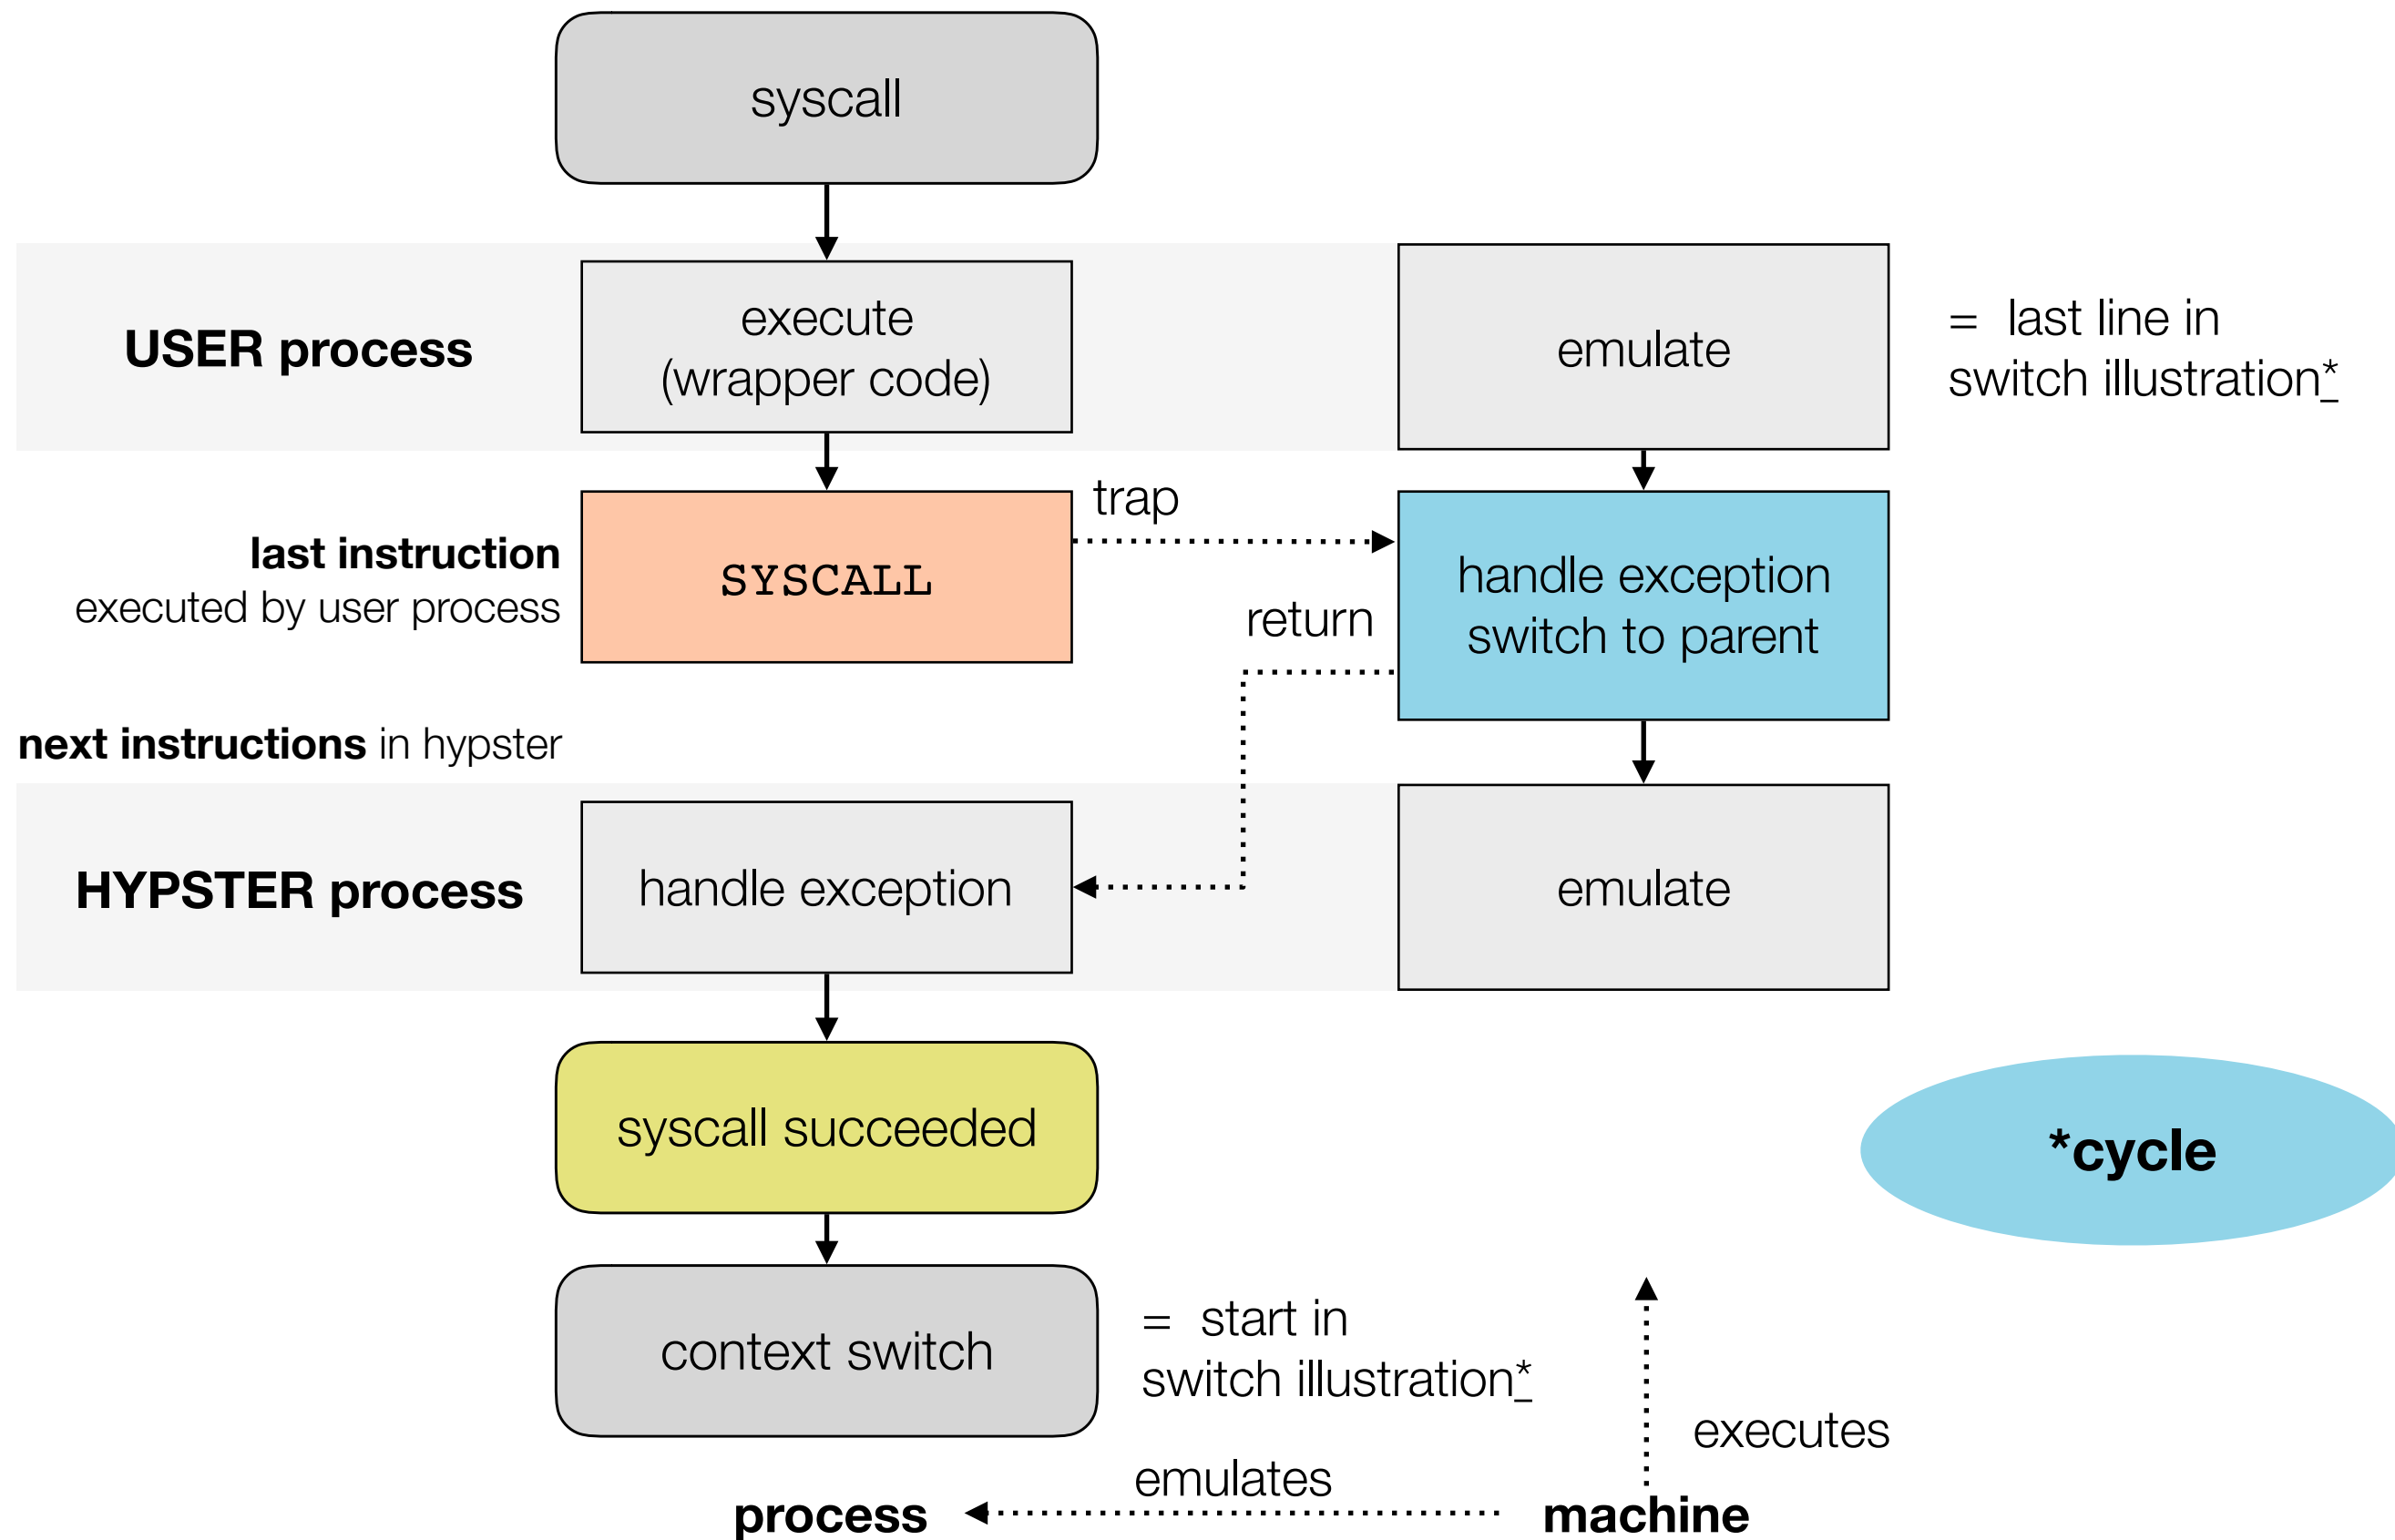 syscall
USER process
execute
(wrapper code)
emulate
= last line in
switch illustration*
last instruction
executed by user process
SYSCALL
trap
return
handle exception
switch to parent
next instructions in hypster
HYPSTER process
handle exception
emulate
syscall succeeded
*cycle
context switch
= start in
switch illustration*
executes
emulates
process
machine